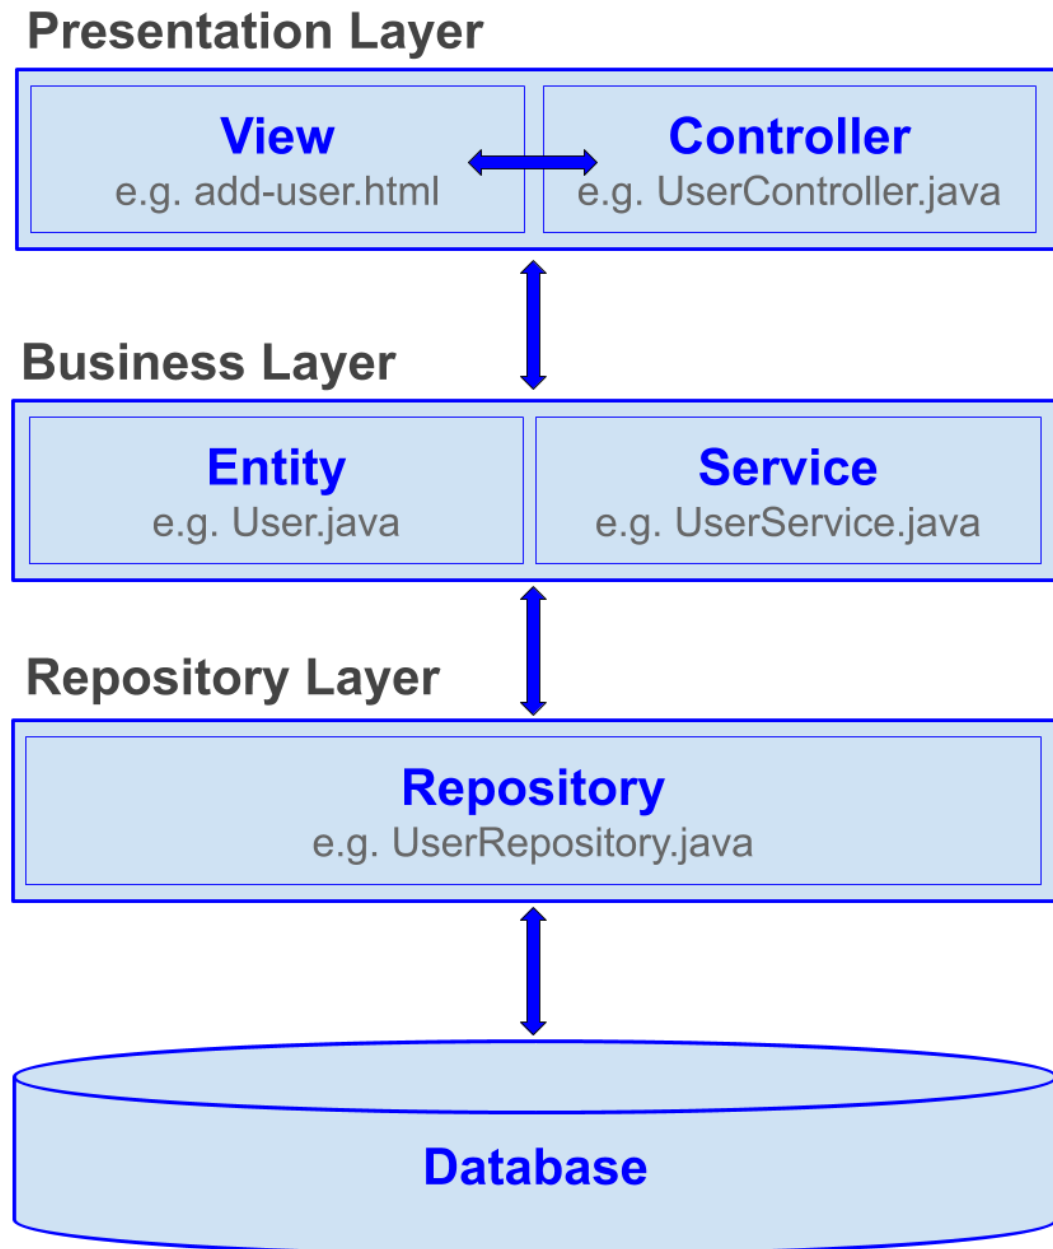 Presentation Layer
View
e.g. add-user.html
Controller
e.g. UserController.java
Business Layer
Entity
e.g. User.java
Service
e.g. UserService.java
Repository Layer
Repository
e.g. UserRepository.java
Database